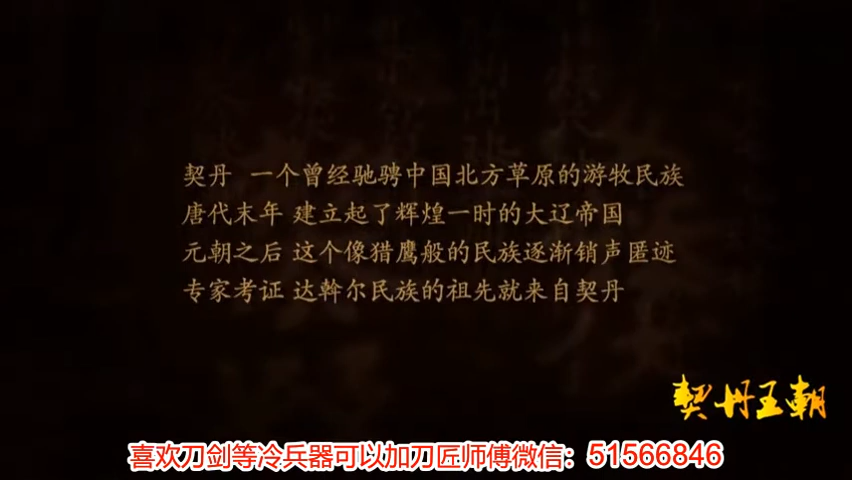 契丹 一个曾经驰骋中国北方草原的游牧民族
唐代末年 建立起了辉煌一时的大辽帝国
元朝之后 这个像猎鹰般的民族逐渐销声匿迹
专家考证 达斡尔民族的祖先就来自契丹
契丹王朝
喜欢刀剑等冷兵器可以加刀匠师傅微信：51566846